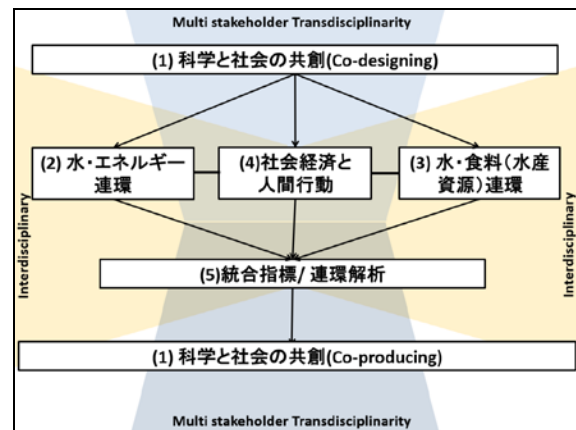 Multi stakeholder Transdisciplinarity
(1) 科学と社会の共創(Co-designing)
(2) 水・エネルギー
連環
(4)社会経済と
人間行動
(3) 水・食料(水産
資源)連環
Interdisciplinary
Interdisciplinary
(5)統合指標/ 連環解析
(1) 科学と社会の共創(Co-producing)
Multi stakeholder Transdisciplinarity